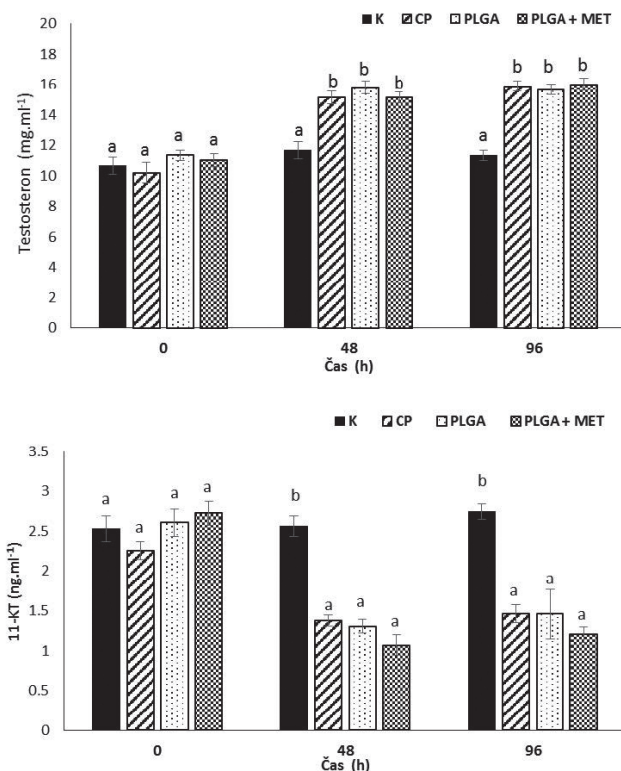 K CP PLGA PLGA + MET
20
18
16
14
12
10
8
6
4
2
0
Testosteron (mg.ml-1)
a a a a
a b b b
a b b b
0 48 96
Čas (h)
K CP PLGA PLGA + MET
3.5
3
2.5
2
1.5
1
0.5
0
11-KT (ng.ml-1)
a a a a
b a a a
b a a a
0 48 96
Čas (h)